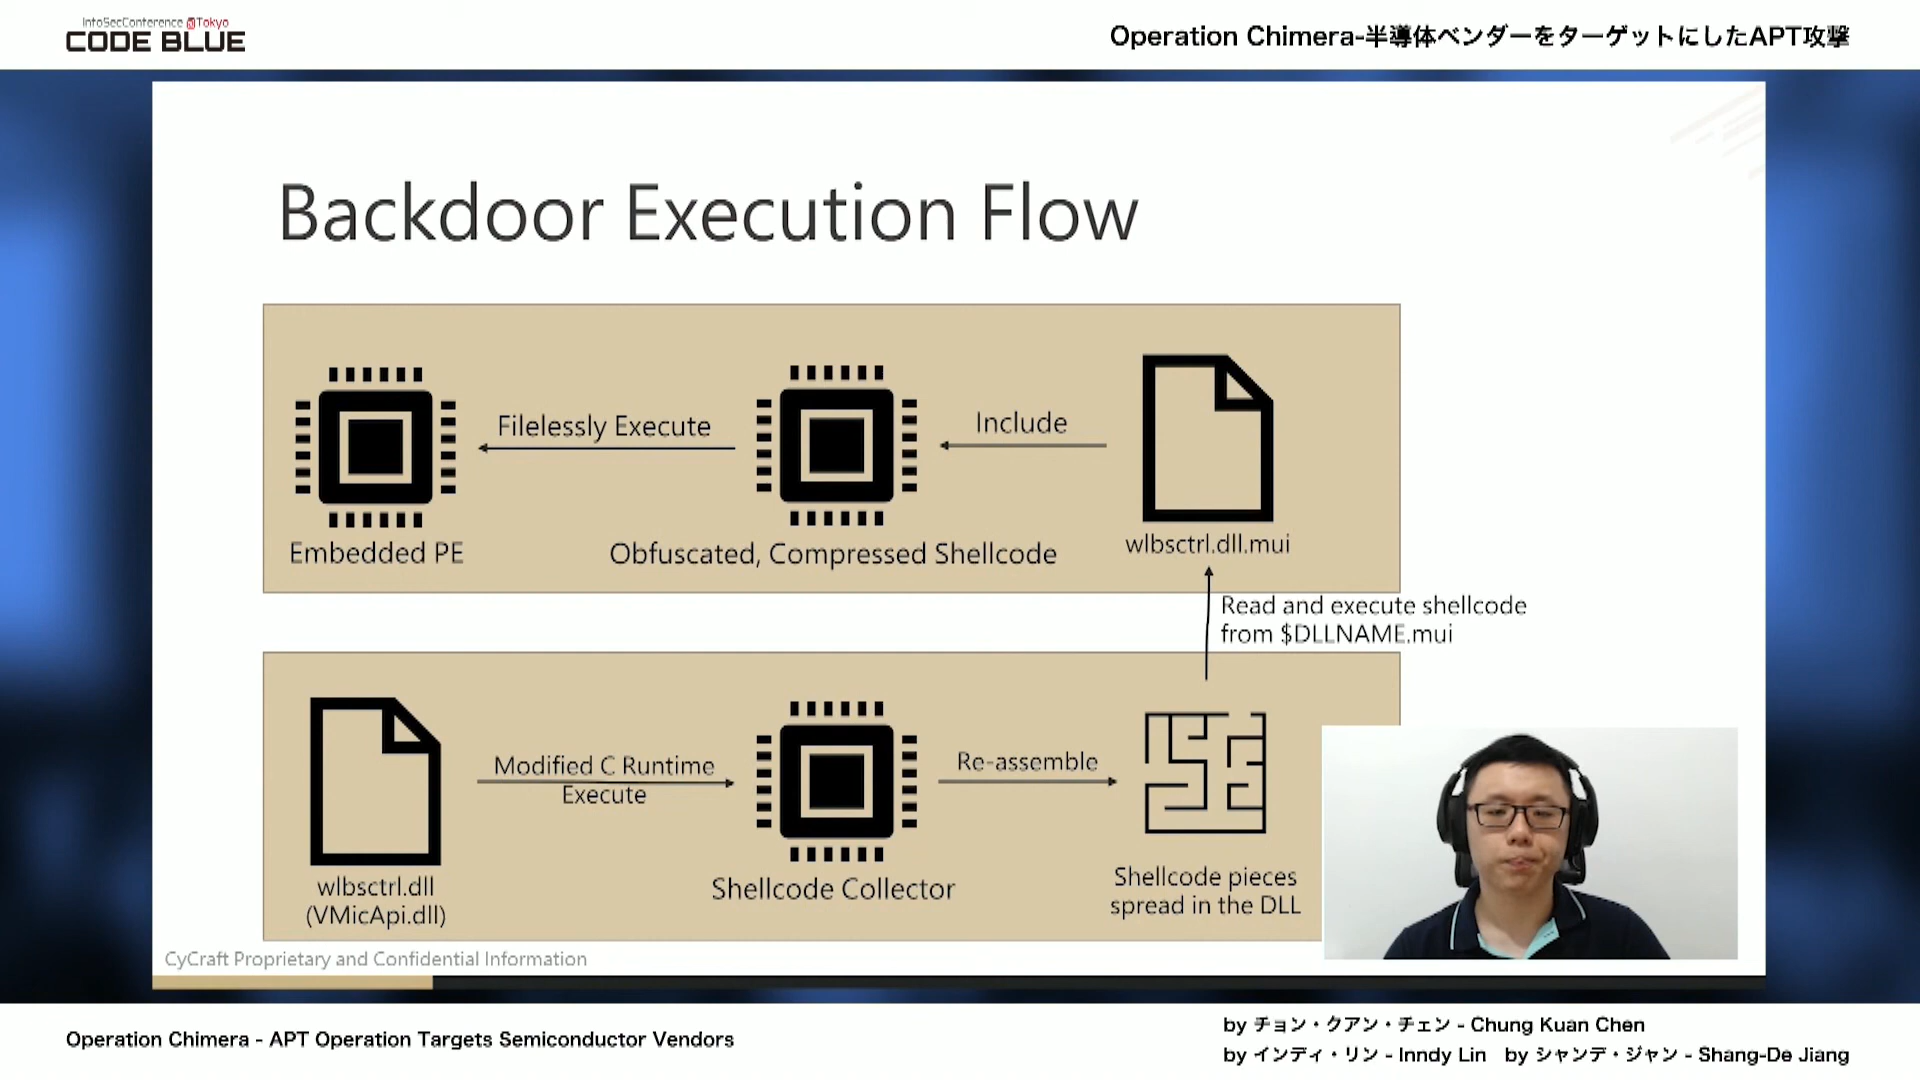 InfoSecConference @Tokyo
CODE BLUE
Operation Chimera-半導体ベンダーをターゲットにしたAPT攻撃
Backdoor Execution Flow
Filelessly Execute
Include
Embedded PE
Obfuscated, Compressed Shellcode
wlbsctrl.dll.mui
Read and execute shellcode
from $DLLNAME.mui
Modified C Runtime
Execute
Re-assemble
wlbsctrl.dll
(VMicApi.dll)
Shellcode Collector
Shellcode pieces
spread in the DLL
CyCraft Proprietary and Confidential Information
Operation Chimera - APT Operation Targets Semiconductor Vendors
by チョン・クアン・チェン - Chung Kuan Chen
by インディ・リン - Inndy Lin by シャンデ・ジャン - Shang-De Jiang